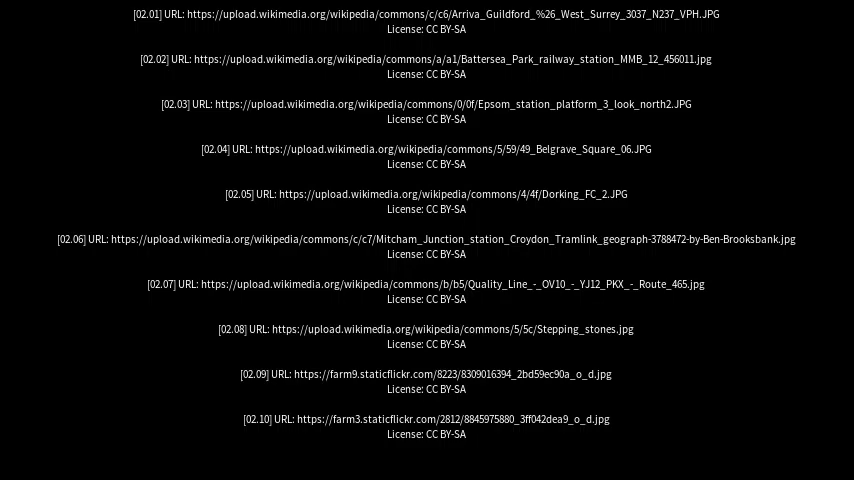 [02.01] URL: https://upload.wikimedia.org/wikipedia/commons/c/c6/Arriva_Guildford_%26_West_Surrey_3037_N237_VPH.JPG
License: CC BY-SA
[02.02] URL: https://upload.wikimedia.org/wikipedia/commons/a/a1/Battersea_Park_railway_station_MMB_12_456011.jpg
License: CC BY-SA
[02.03] URL: https://upload.wikimedia.org/wikipedia/commons/0/0f/Epsom_station_platform_3_look_north2.JPG
License: CC BY-SA
[02.04] URL: https://upload.wikimedia.org/wikipedia/commons/5/59/49_Belgrave_Square_06.JPG
License: CC BY-SA
[02.05] URL: https://upload.wikimedia.org/wikipedia/commons/4/4f/Dorking_FC_2.JPG
License: CC BY-SA
[02.06] URL: https://upload.wikimedia.org/wikipedia/commons/c/c7/Mitcham_Junction_station_Croydon_Tramlink_geograph-3788472-by-Ben-Brooksbank.jpg
License: CC BY-SA
[02.07] URL: https://upload.wikimedia.org/wikipedia/commons/b/b5/Quality_Line_-_OV10_-_YJ12_PKX_-_Route_465.jpg
License: CC BY-SA
[02.08] URL: https://upload.wikimedia.org/wikipedia/commons/5/5c/Stepping_stones.jpg
License: CC BY-SA
[02.09] URL: https://farm9.staticflickr.com/8223/8309016394_2bd59ec90a_o_d.jpg
License: CC BY-SA
[02.10] URL: https://farm3.staticflickr.com/2812/8845975880_3ff042dea9_o_d.jpg
License: CC BY-SA